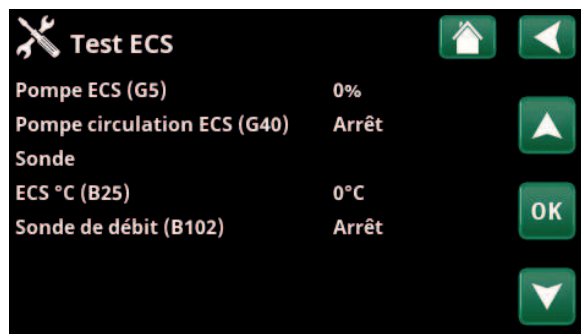 Test ECS
Pompe ECS (G5) 0%
Pompe circulation ECS (G40) Arrêt
Sonde
ECS °C (B25) 0°C
OK
Sonde de débit (B102) Arrêt